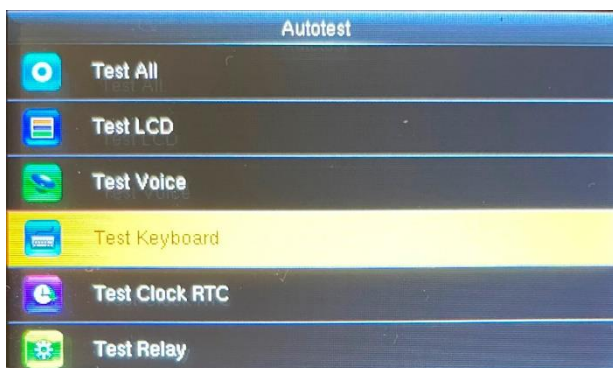 Autotest
Test All
Test LCD
Test Voice
Test Keyboard
Test Clock RTC
Test Relay